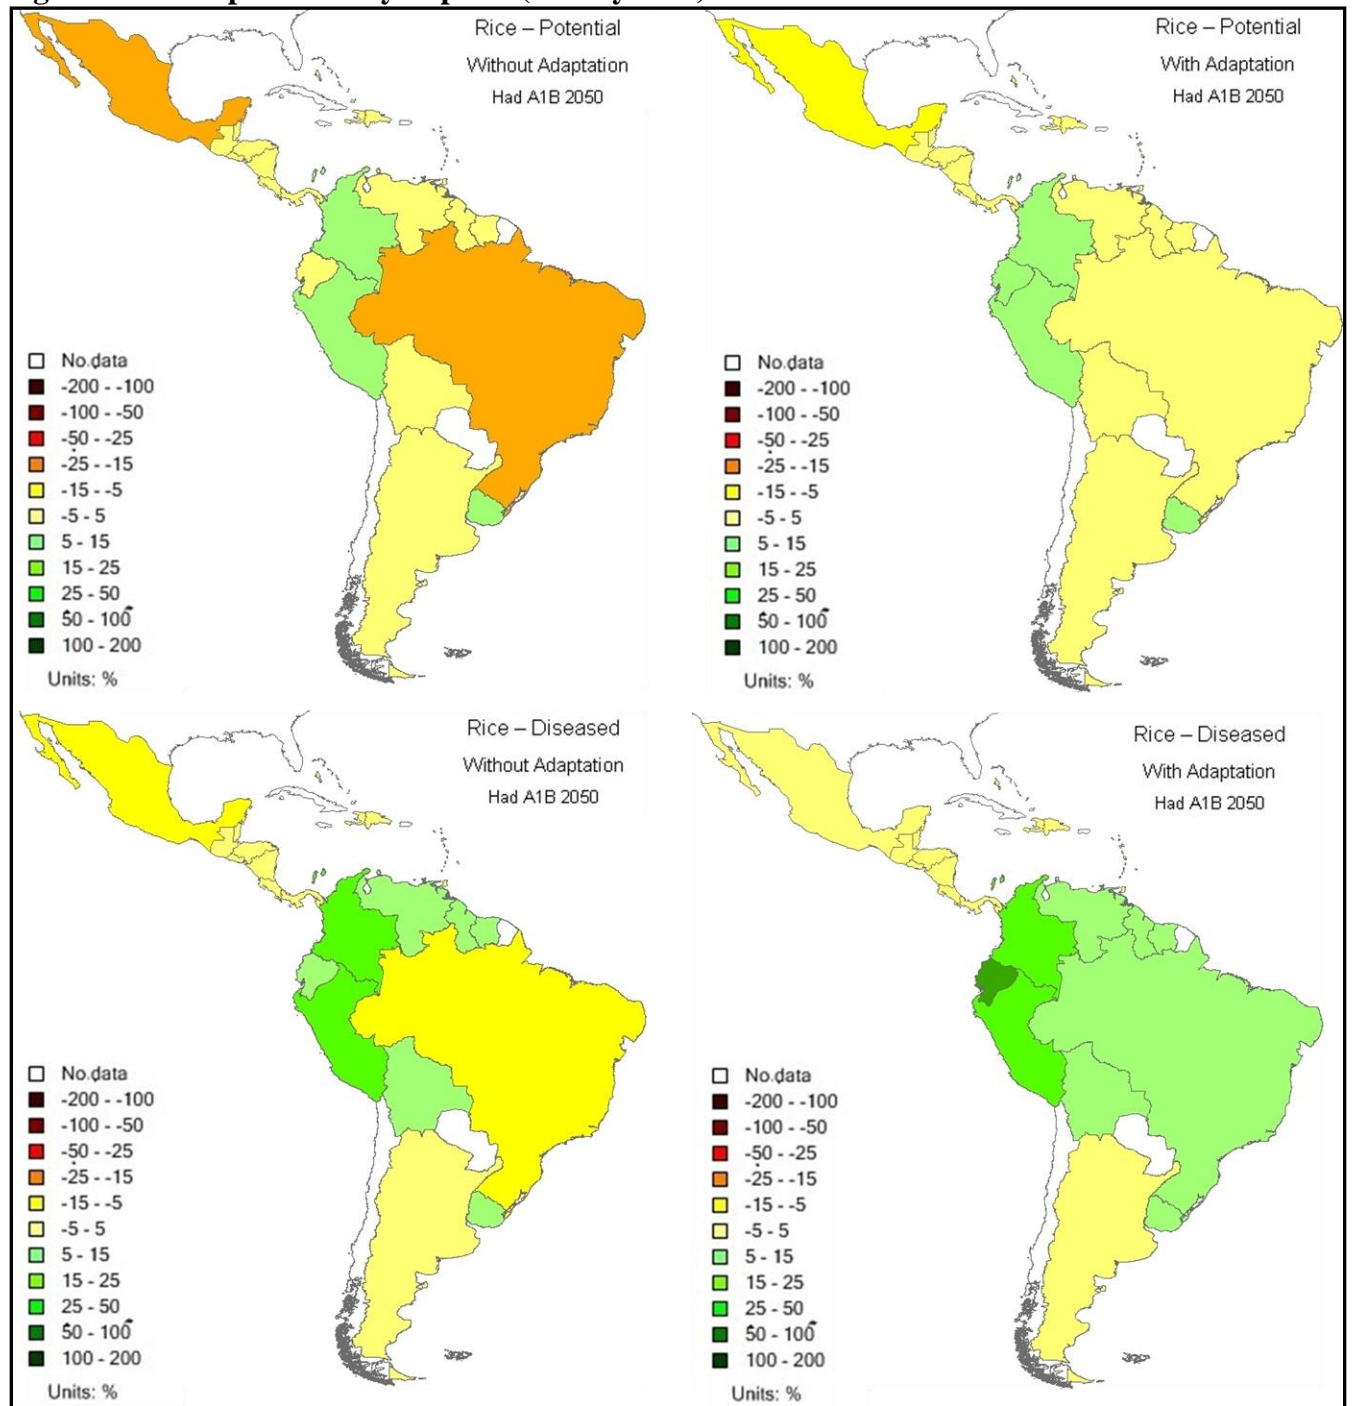 Rice – Potential
Without Adaptation
Had A1B 2050
No.data
-200 - -100
-100 - -50
-50 - -25
-25 - -15
-15 - -5
-5 - 5
5 - 15
15 - 25
25 - 50
50 - 100
100 - 200
Units: %
Rice – Potential
With Adaptation
Had A1B 2050
No.data
-200 - -100
-100 - -50
-50 - -25
-25 - -15
-15 - -5
-5 - 5
5 - 15
15 - 25
25 - 50
50 - 100
100 - 200
Units: %
Rice – Diseased
Without Adaptation
Had A1B 2050
No.data
-200 - -100
-100 - -50
-50 - -25
-25 - -15
-15 - -5
-5 - 5
5 - 15
15 - 25
25 - 50
50 - 100
100 - 200
Units: %
Rice – Diseased
With Adaptation
Had A1B 2050
No.data
-200 - -100
-100 - -50
-50 - -25
-25 - -15
-15 - -5
-5 - 5
5 - 15
15 - 25
25 - 50
50 - 100
100 - 200
Units: %